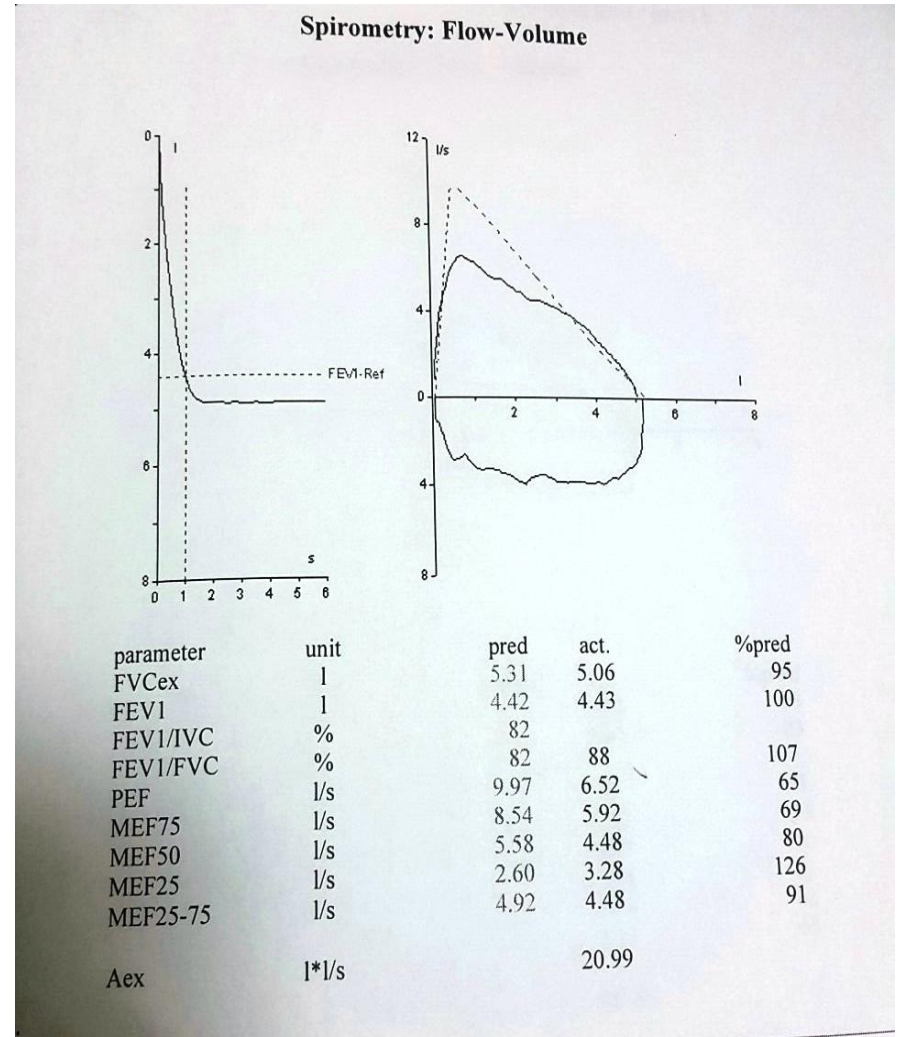 Spirometry: Flow-Volume
0
l
2
4
6
8
FEV1-Ref
s
0 1 2 3 4 5 6
12
l/s
8
4
0
4
8
l
2 4 6 8
parameter unit pred act. %pred
FVCex l 5.31 5.06 95
FEV1 l 4.42 4.43 100
FEV1/IVC % 82
FEV1/FVC % 82 88 107
PEF l/s 9.97 6.52 65
MEF75 l/s 8.54 5.92 69
MEF50 l/s 5.58 4.48 80
MEF25 l/s 2.60 3.28 126
MEF25-75 l/s 4.92 4.48 91
Aex l*l/s 20.99